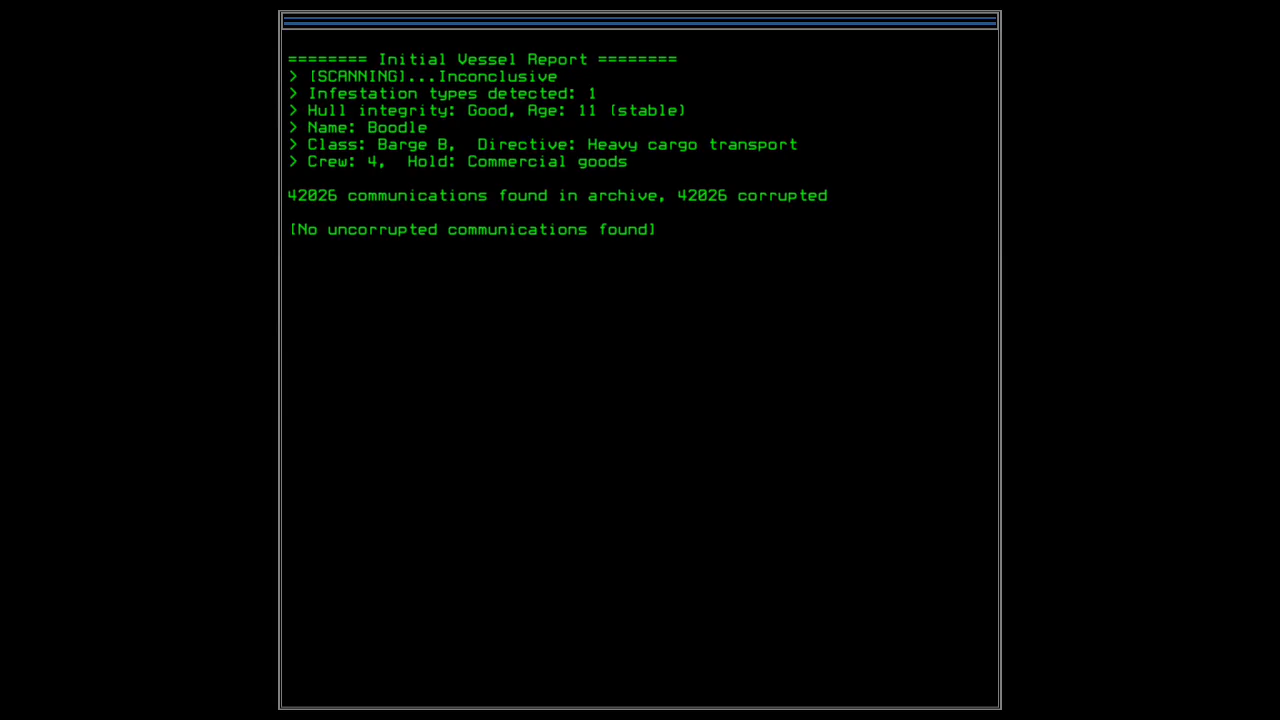 ======== Initial Vessel Report ========
> [SCANNING]...Inconclusive
> Infestation types detected: 1
> Hull integrity: Good, Age: 11 (stable)
> Name: Boodle
> Class: Barge B,  Directive: Heavy cargo transport
> Crew: 4,  Hold: Commercial goods
42026 communications found in archive, 42026 corrupted
[No uncorrupted communications found]